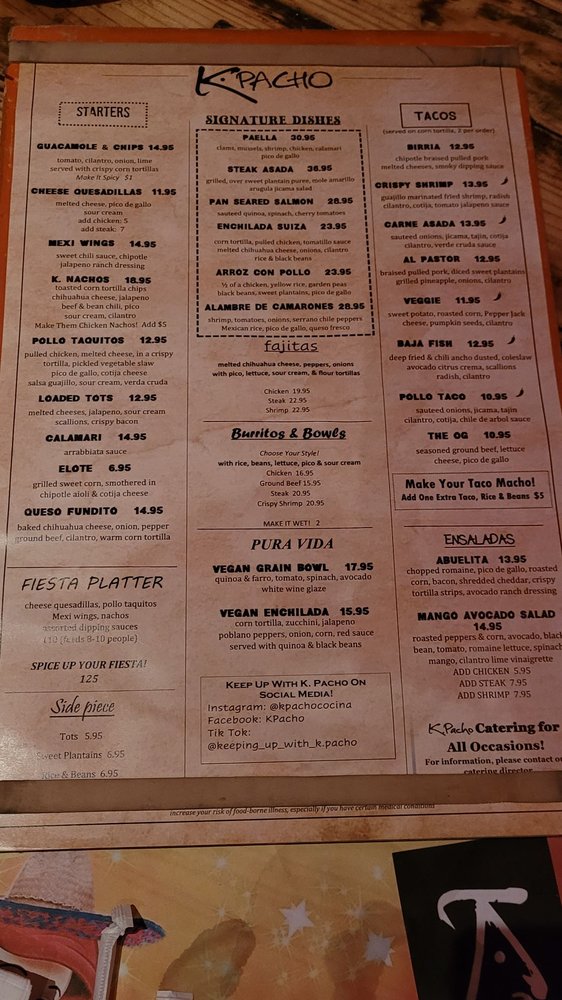 K. PACHO
STARTERS
GUACAMOLE & CHIPS 14.95
tomato, cilantro, onion, lime
served with crispy corn tortillas
Make It Spicy $1
CHEESE QUESADILLAS 11.95
melted cheese, pico de gallo
sour cream
add chicken: 5
add steak: 7
MEXI WINGS 14.95
sweet chili sauce, chipotle
jalapeno ranch dressing
K. NACHOS 18.95
toasted corn tortilla chips
chihuahua cheese, jalapeno
beef & bean chili, pico
sour cream, cilantro
Make Them Chicken Nachos! Add $5
POLLO TAQUITOS 12.95
pulled chicken, melted cheese, in a crispy
tortilla, pickled vegetable slaw
pico de gallo, cotija cheese
salsa guajillo, sour cream, verda cruda
LOADED TOTS 12.95
melted cheeses, jalapeno, sour cream
scallions, crispy bacon
CALAMARI 14.95
arrabbiata sauce
ELOTE 6.95
grilled sweet corn, smothered in
chipotle aioli & cotija cheese
QUESO FUNDITO 14.95
baked chihuahua cheese, onion, pepper
ground beef, cilantro, warm corn tortilla
FIESTA PLATTER
cheese quesadillas, pollo taquitos
Mexi wings, nachos
assorted dipping sauces
110 (feeds 8-10 people)
SPICE UP YOUR FIESTA!
125
Side piece
Tots 5.95
Sweet Plantains 6.95
Rice & Beans 6.95
SIGNATURE DISHES
PAELLA 30.95
clams, mussels, shrimp, chicken, calamari
pico de gallo
STEAK ASADA 36.95
grilled, over sweet plantain puree, mole amarillo
arugula jicama salad
PAN SEARED SALMON 28.95
sauteed quinoa, spinach, cherry tomatoes
ENCHILADA SUIZA 23.95
corn tortilla, pulled chicken, tomatillo sauce
melted chihuahua cheese, onions, cilantro
rice & black beans
ARROZ CON POLLO 23.95
½ of a chicken, yellow rice, garden peas
black beans, sweet plantains, pico de gallo
ALAMBRE DE CAMARONES 28.95
shrimp, tomatoes, onions, serrano chile peppers
Mexican rice, pico de gallo, queso fresco
fajitas
melted chihuahua cheese, peppers, onions
with pico, lettuce, sour cream, & flour tortillas
Chicken 19.95
Steak 22.95
Shrimp 22.95
Burritos & Bowls
Choose Your Style!
with rice, beans, lettuce, pico & sour cream
Chicken 16.95
Ground Beef 15.95
Steak 20.95
Crispy Shrimp 20.95
MAKE IT WET! 2
PURA VIDA
VEGAN GRAIN BOWL 17.95
quinoa & farro, tomato, spinach, avocado
white wine glaze
VEGAN ENCHILADA 15.95
corn tortilla, zucchini, jalapeno
poblano peppers, onion, corn, red sauce
served with quinoa & black beans
KEEP UP WITH K. PACHO ON
SOCIAL MEDIA!
Instagram: @kpachococina
Facebook: KPacho
Tik Tok:
@keeping_up_with_k.pacho
TACOS
(served on corn tortilla, 2 per order)
BIRRIA 12.95
chipotle braised pulled pork
melted cheeses, smoky dipping sauce
CRISPY SHRIMP 13.95
guajillo marinated fried shrimp, radish
cilantro, cotija, tomato jalapeno sauce
CARNE ASADA 13.95
sauteed onions, jicama, tajin, cotija
cilantro, verde cruda sauce
AL PASTOR 12.95
braised pulled pork, diced sweet plantains
grilled pineapple, onions, cilantro
VEGGIE 11.95
sweet potato, roasted corn, Pepper Jack
cheese, pumpkin seeds, cilantro
BAJA FISH 12.95
deep fried & chili ancho dusted, coleslaw
avocado citrus crema, scallions
radish, cilantro
POLLO TACO 10.95
sauteed onions, jicama, tajin
cilantro, cotija, chile de arbol sauce
THE OG 10.95
seasoned ground beef, lettuce
cheese, pico de gallo
Make Your Taco Macho!
Add One Extra Taco, Rice & Beans $5
ENSALADAS
ABUELITA 13.95
chopped romaine, pico de gallo, roasted
corn, bacon, shredded cheddar, crispy
tortilla strips, avocado ranch dressing
MANGO AVOCADO SALAD
14.95
roasted peppers & corn, avocado, black
bean, tomato, romaine lettuce, spinach
mango, cilantro lime vinaigrette
ADD CHICKEN 5.95
ADD STEAK 7.95
ADD SHRIMP 7.95
K.Pacho Catering for
All Occasions!
For information, please contact our
catering director
increase your risk of food-borne illness, especially if you have certain medical conditions